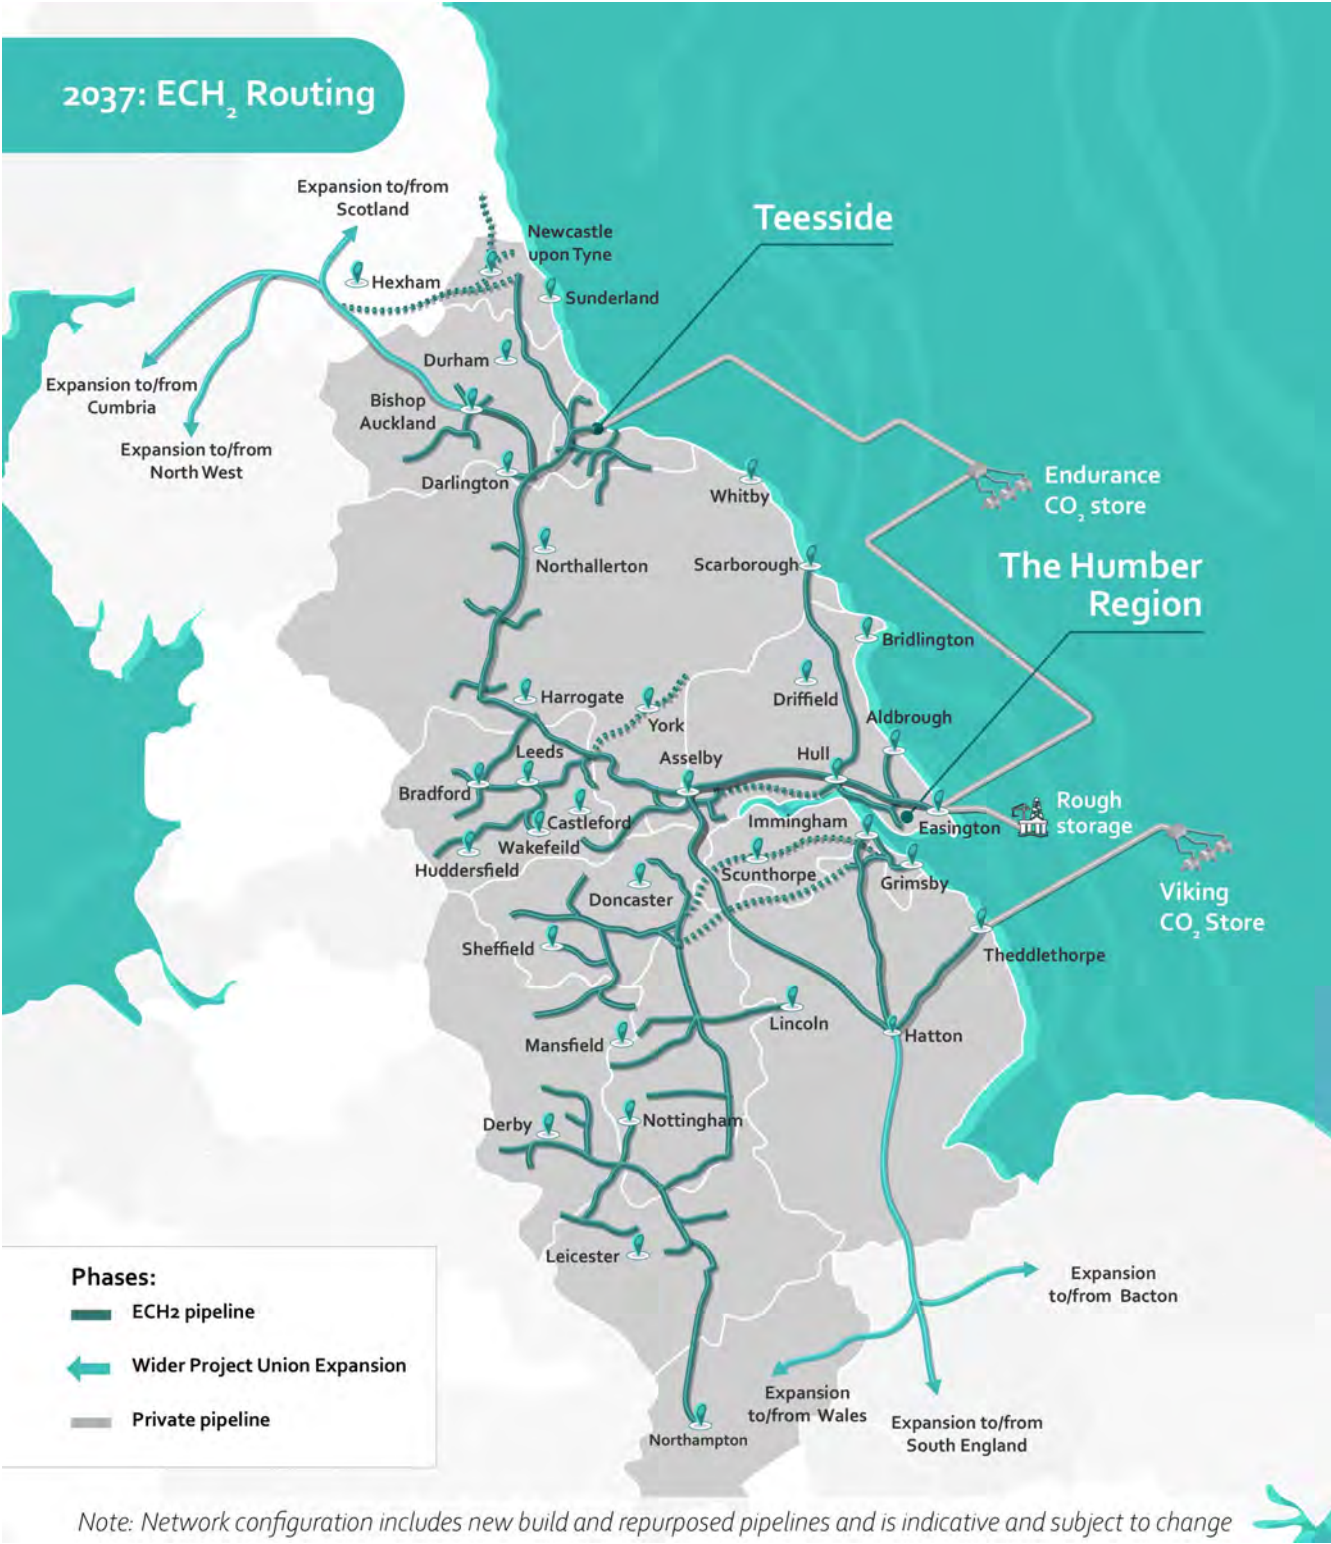 2037: ECH₂ Routing
Expansion to/from
Scotland
Teesside
Newcastle
upon Tyne
Hexham
Sunderland
Durham
Expansion to/from
Cumbria
Bishop
Auckland
Expansion to/from
North West
Darlington
Whitby
Endurance
CO₂ store
Northallerton
Scarborough
The Humber
Region
Bridlington
Harrogate
Driffield
York
Aldbrough
Leeds
Asselby
Hull
Bradford
Rough
storage
Castleford
Immingham
Easington
Wakefeild
Huddersfield
Scunthorpe
Grimsby
Doncaster
Viking
CO₂ Store
Sheffield
Theddlethorpe
Lincoln
Hatton
Mansfield
Derby
Nottingham
Leicester
Expansion
to/from Bacton
Phases:
ECH2 pipeline
Wider Project Union Expansion
Private pipeline
Expansion
to/from Wales
Expansion to/from
South England
Northampton
Note: Network configuration includes new build and repurposed pipelines and is indicative and subject to change